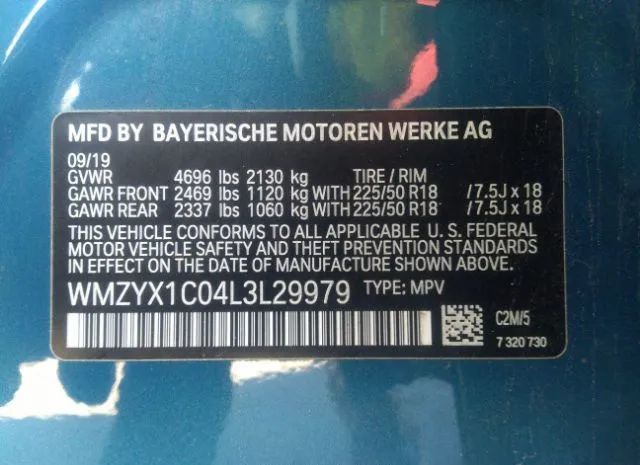 MFD BY BAYERISCHE MOTOREN WERKE AG
09/19
GVWR 4696 lbs 2130 kg TIRE / RIM
GAWR FRONT 2469 lbs 1120 kg WITH 225/50 R18 /7.5J x 18
GAWR REAR 2337 lbs 1060 kg WITH 225/50 R18 /7.5J x 18
THIS VEHICLE CONFORMS TO ALL APPLICABLE U. S. FEDERAL
MOTOR VEHICLE SAFETY AND THEFT PREVENTION STANDARDS
IN EFFECT ON THE DATE OF MANUFACTURE SHOWN ABOVE.
WMZYX1C04L3L29979 TYPE: MPV
C2M/5
7 320 730